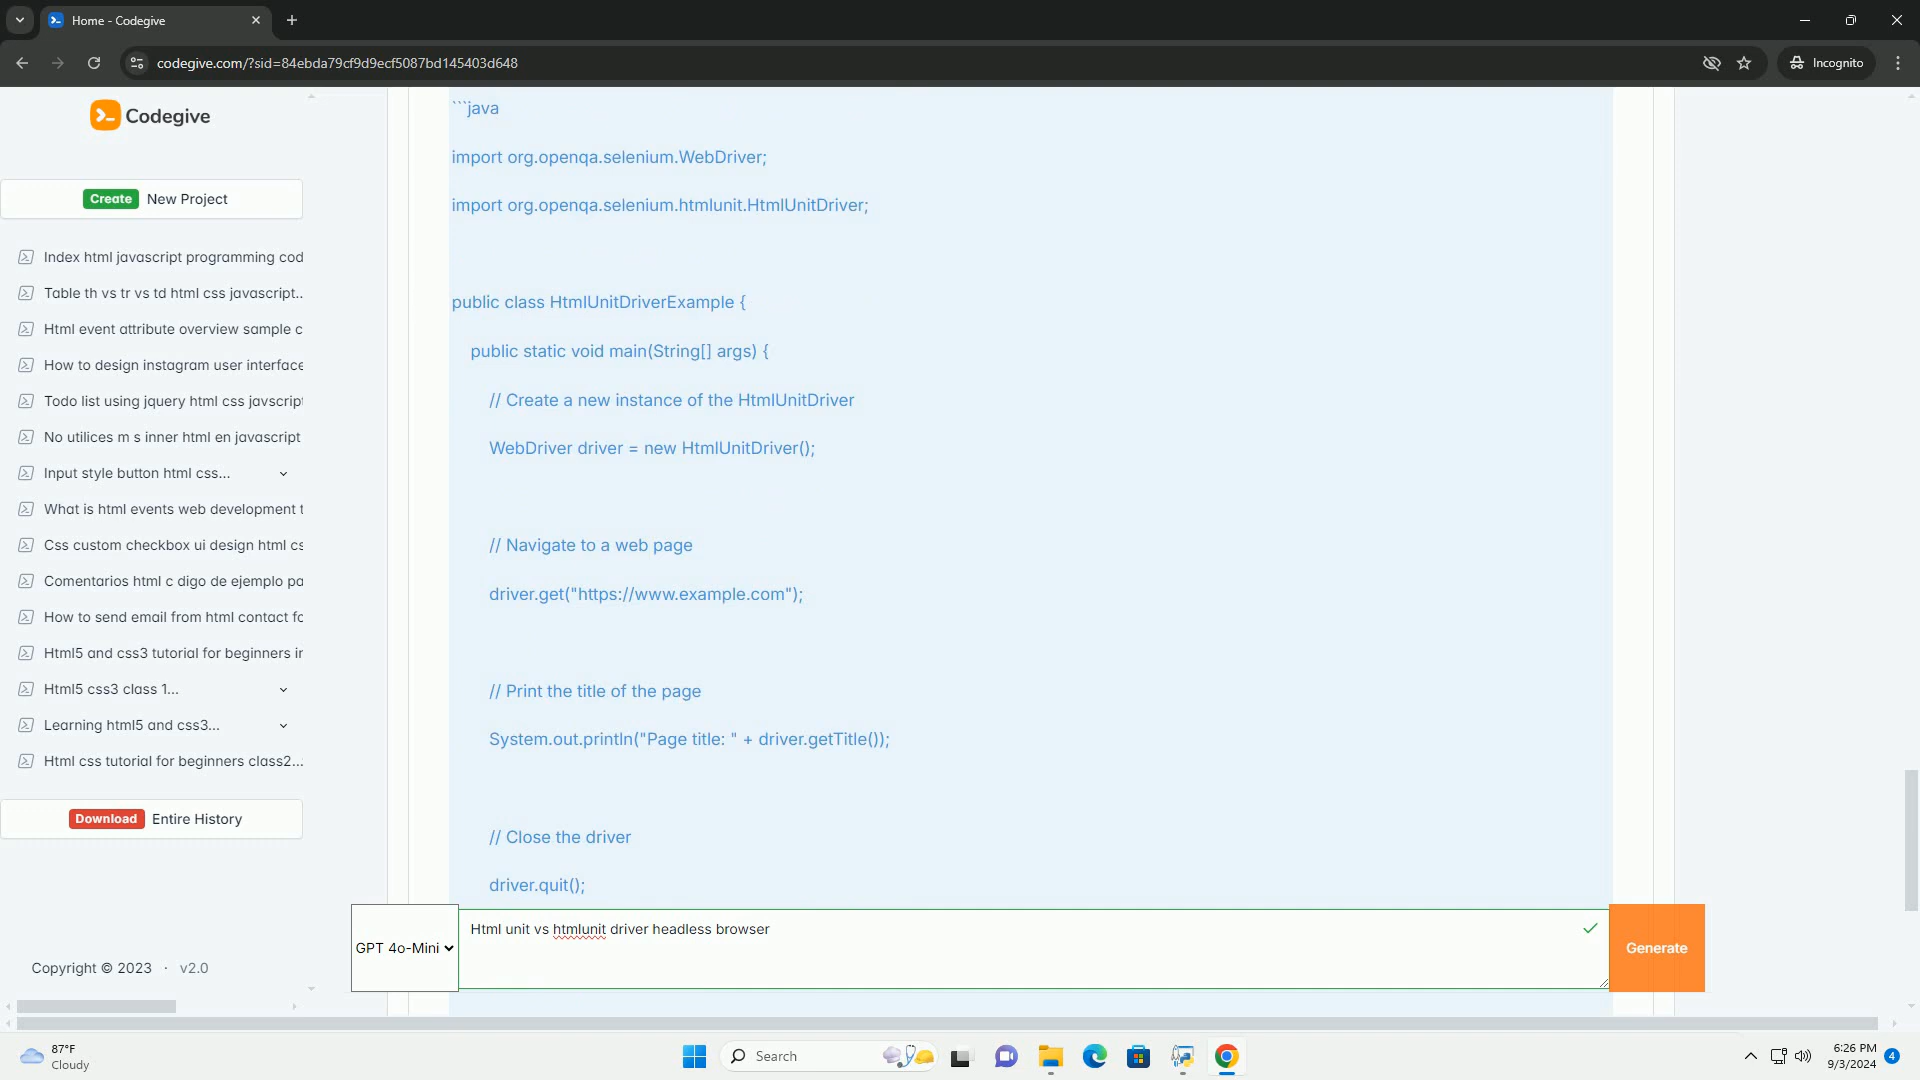 Home - Codegive
codegive.com/?sid=84ebda79cf9d9ecf5087bd145403d648
Incognito
Codegive
Create New Project
Index html javascript programming cod
Table th vs tr vs td html css javascript...
Html event attribute overview sample c
How to design instagram user interface
Todo list using jquery html css javscript
No utilices m s inner html en javascript
Input style button html css...
What is html events web development t
Css custom checkbox ui design html cs
Comentarios html c digo de ejemplo pa
How to send email from html contact fo
Html5 and css3 tutorial for beginners in
Html5 css3 class 1...
Learning html5 and css3...
Html css tutorial for beginners class2...
Download Entire History
Copyright © 2023 · v2.0
```java
import org.openqa.selenium.WebDriver;
import org.openqa.selenium.htmlunit.HtmlUnitDriver;
public class HtmlUnitDriverExample {
public static void main(String[] args) {
// Create a new instance of the HtmlUnitDriver
WebDriver driver = new HtmlUnitDriver();
// Navigate to a web page
driver.get("https://www.example.com");
// Print the title of the page
System.out.println("Page title: " + driver.getTitle());
// Close the driver
driver.quit();
GPT 4o-Mini
Html unit vs htmlunit driver headless browser
Generate
87°F
Cloudy
Search
6:26 PM
9/3/2024
4